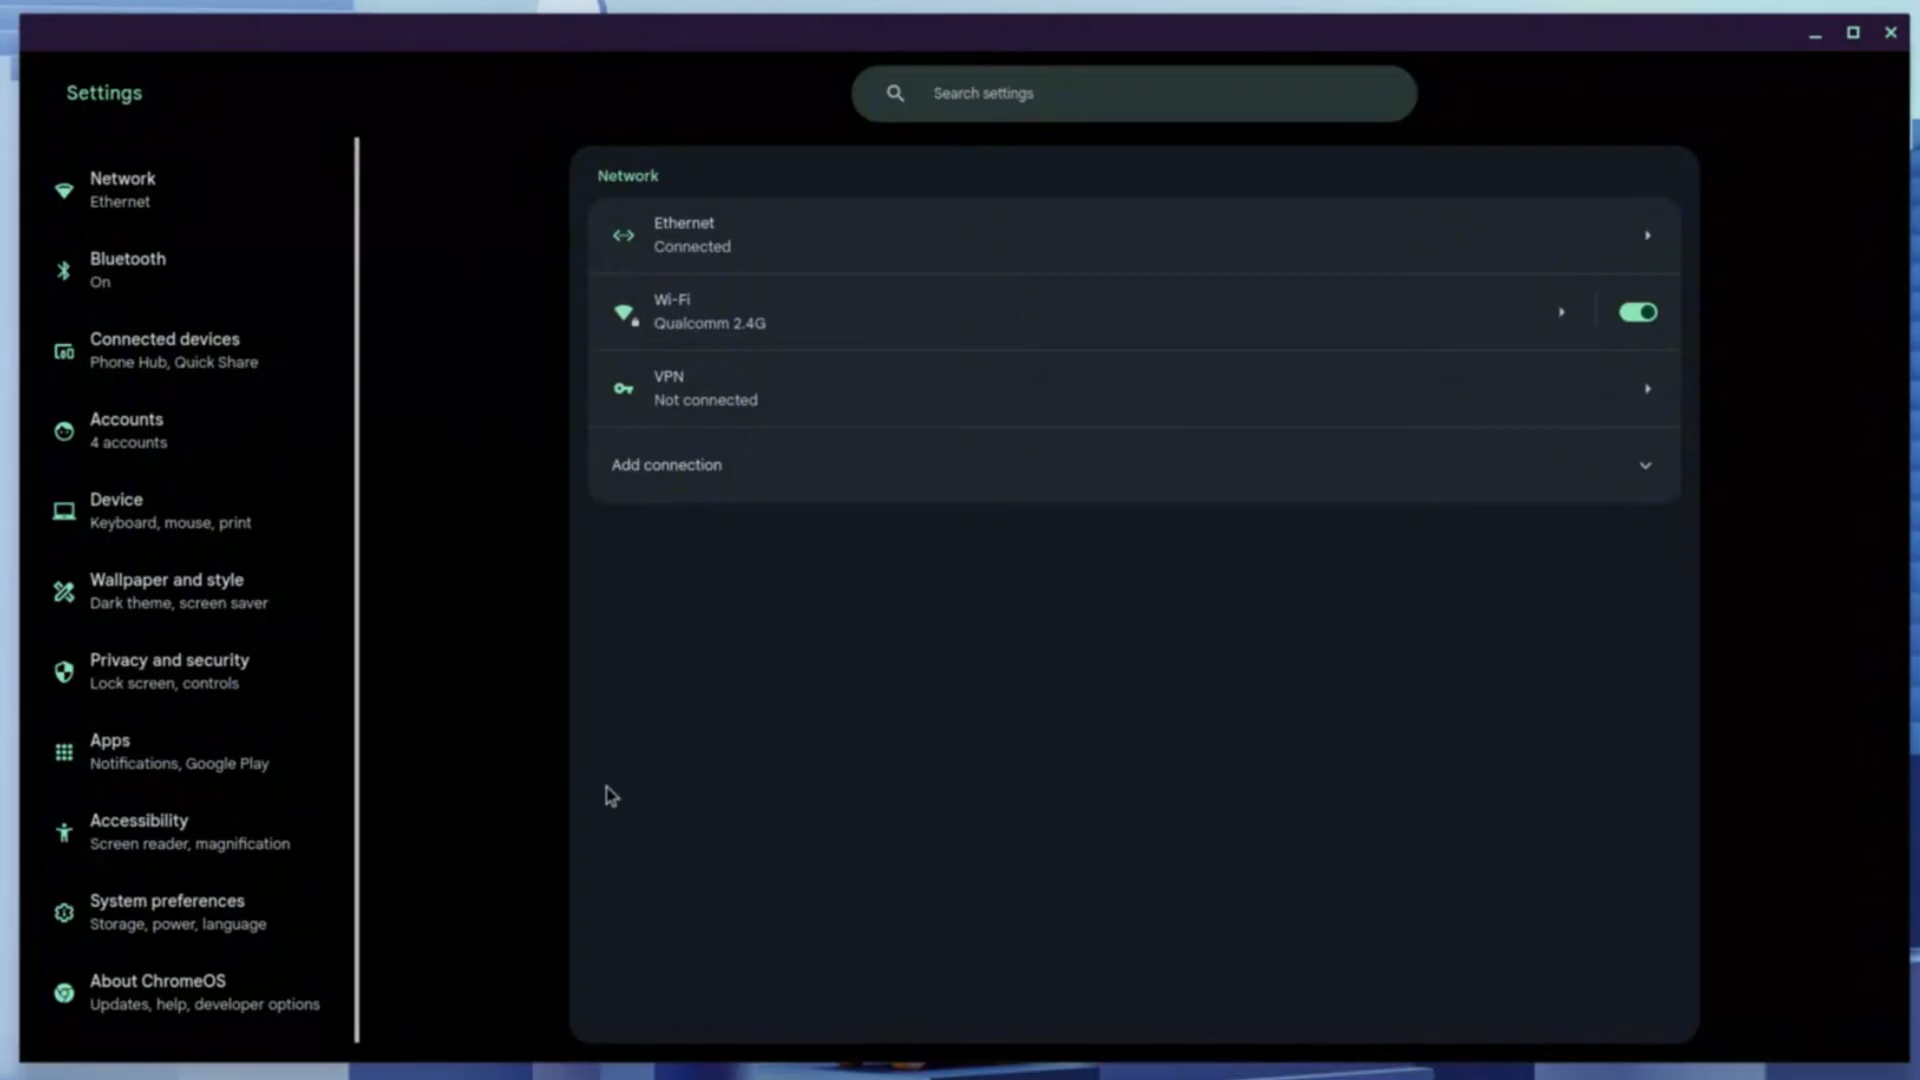 Settings
Search settings
Network
Ethernet
Bluetooth
On
Connected devices
Phone Hub, Quick Share
Accounts
4 accounts
Device
Keyboard, mouse, print
Wallpaper and style
Dark theme, screen saver
Privacy and security
Lock screen, controls
Apps
Notifications, Google Play
Accessibility
Screen reader, magnification
System preferences
Storage, power, language
About ChromeOS
Updates, help, developer options
Network
Ethernet
Connected
Wi-Fi
Qualcomm 2.4G
VPN
Not connected
Add connection